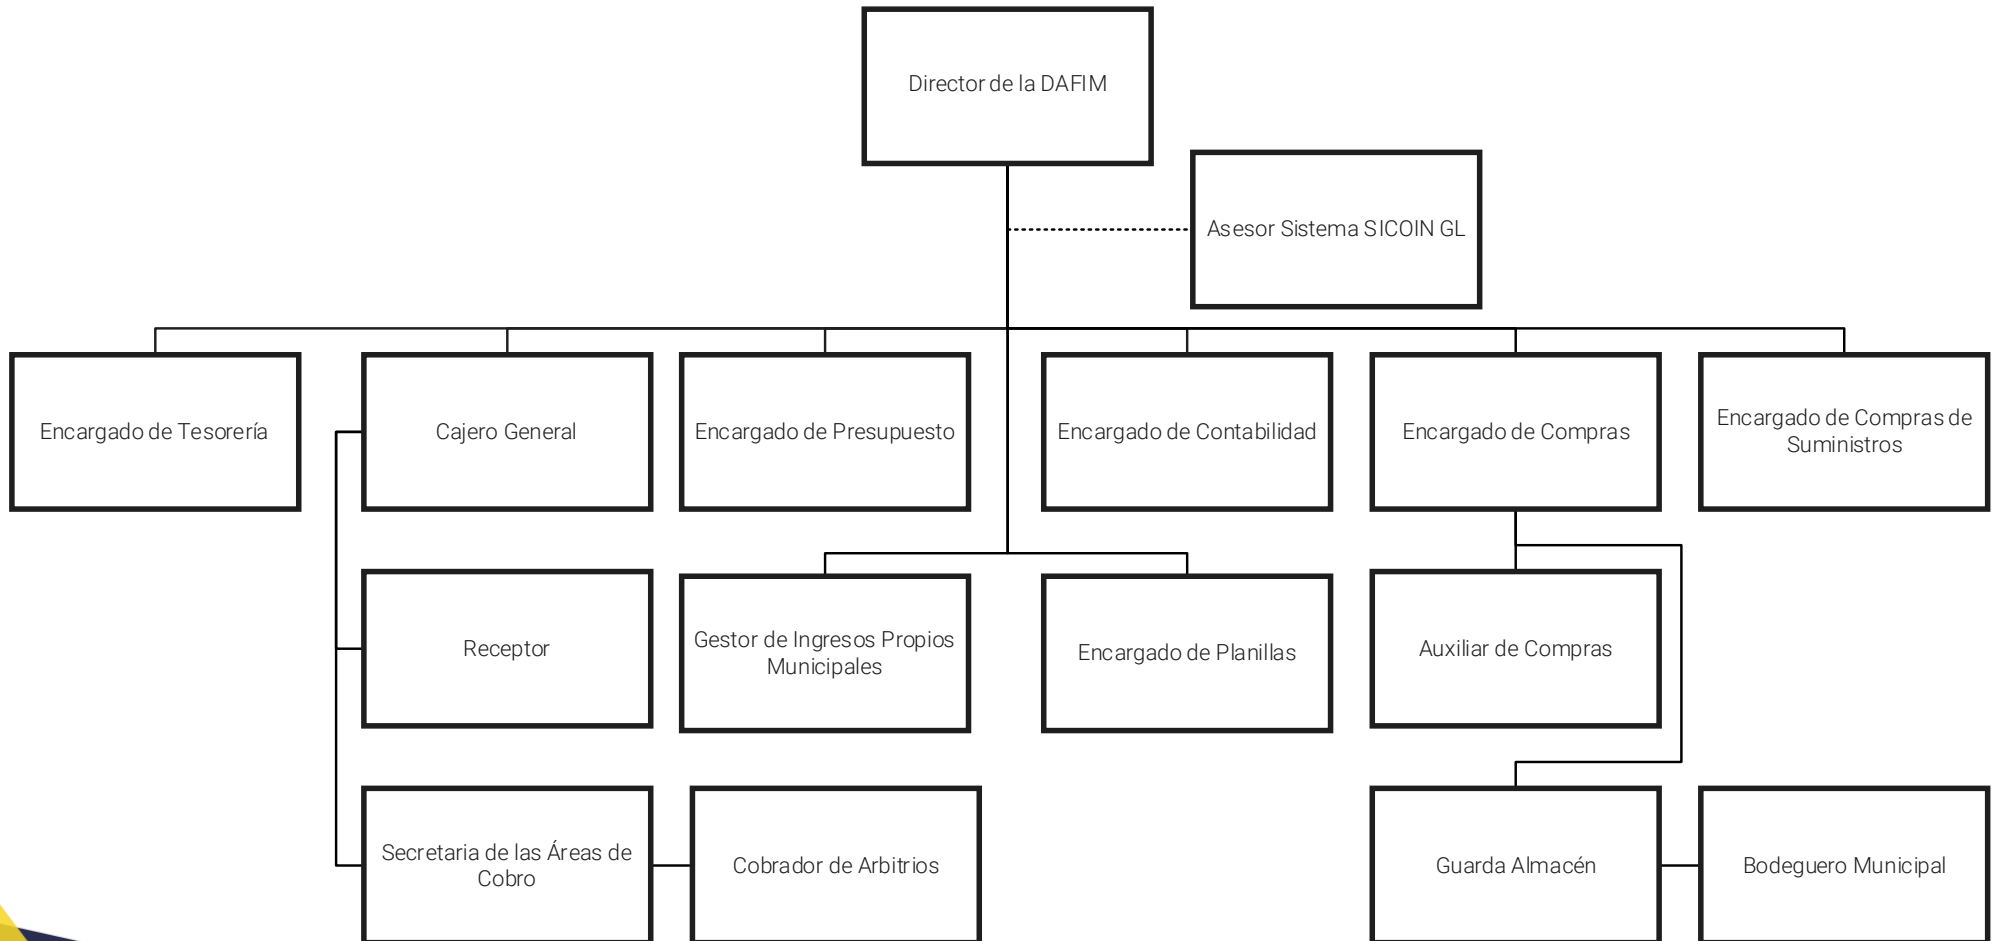 Director de la DAFIM
Asesor Sistema SICOIN GL
Encargado de Tesorería
Cajero General
Encargado de Presupuesto
Encargado de Contabilidad
Encargado de Compras
Encargado de Compras de
Suministros
Receptor
Gestor de Ingresos Propios
Municipales
Encargado de Planillas
Auxiliar de Compras
Secretaria de las Áreas de
Cobro
Cobrador de Arbitrios
Guarda Almacén
Bodeguero Municipal